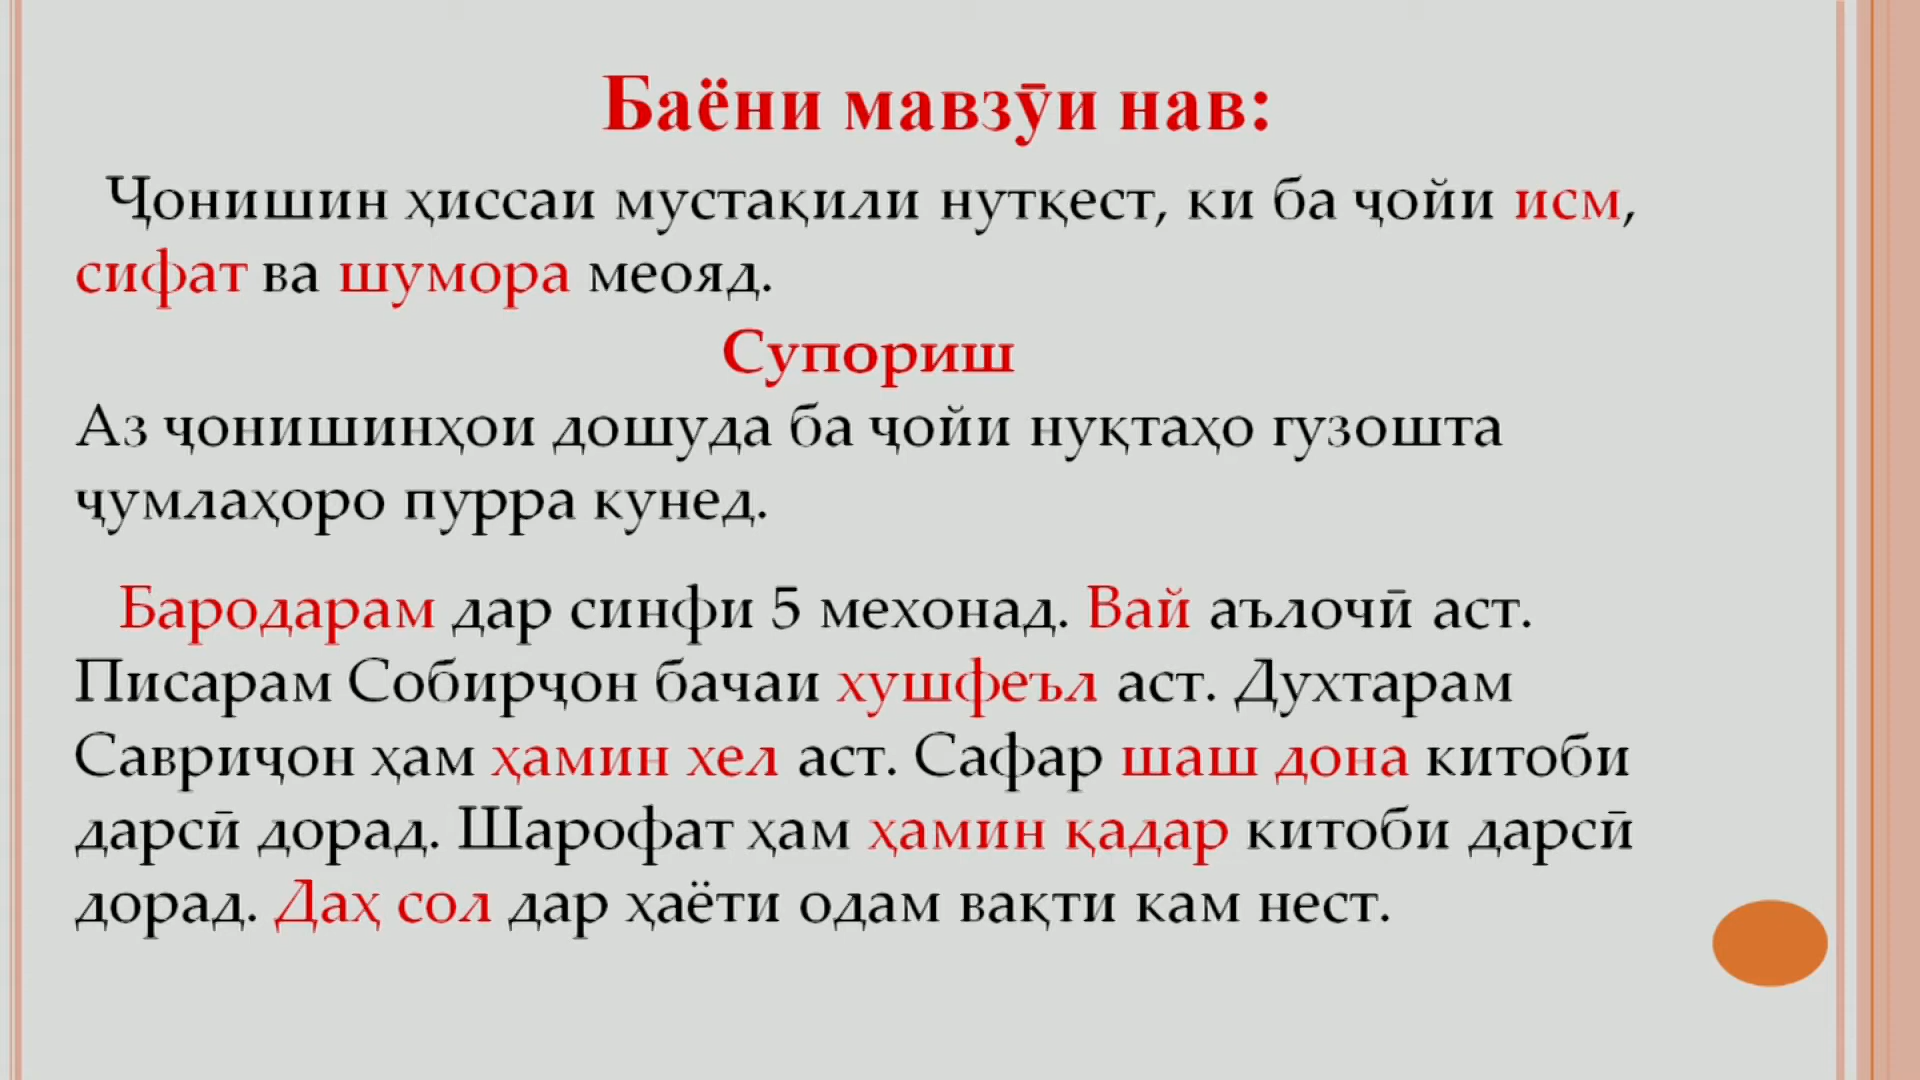 Баёни мавзӯи нав:
Ҷонишин ҳиссаи мустақили нутқест, ки ба ҷойи исм,
сифат ва шумора меояд.
Супориш
Аз ҷонишинҳои дошуда ба ҷойи нуқтаҳо гузошта
ҷумлаҳоро пурра кунед.
Бародарам дар синфи 5 мехонад. Вай аълочӣ аст.
Писарам Собирҷон бачаи хушфеъл аст. Духтарам
Савриҷон ҳам ҳамин хел аст. Сафар шаш дона китоби
дарсӣ дорад. Шарофат ҳам ҳамин қадар китоби дарсӣ
дорад. Даҳ сол дар ҳаёти одам вақти кам нест.